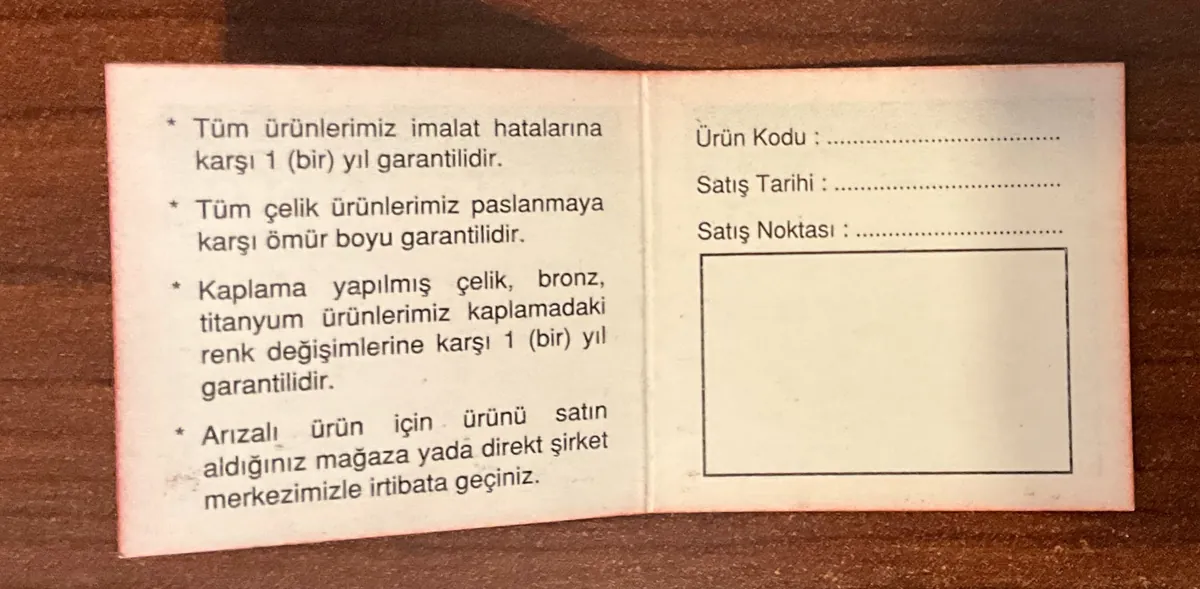 * Tüm ürünlerimiz imalat hatalarına
karşı 1 (bir) yıl garantilidir.
* Tüm çelik ürünlerimiz paslanmaya
karşı ömür boyu garantilidir.
* Kaplama yapılmış çelik, bronz,
titanyum ürünlerimiz kaplamadaki
renk değişimlerine karşı 1 (bir) yıl
garantilidir.
* Arızalı ürün için ürünü satın
aldığınız mağaza yada direkt şirket
merkezimizle irtibata geçiniz.
Ürün Kodu : ....................................
Satış Tarihi : ...................................
Satış Noktası : ................................